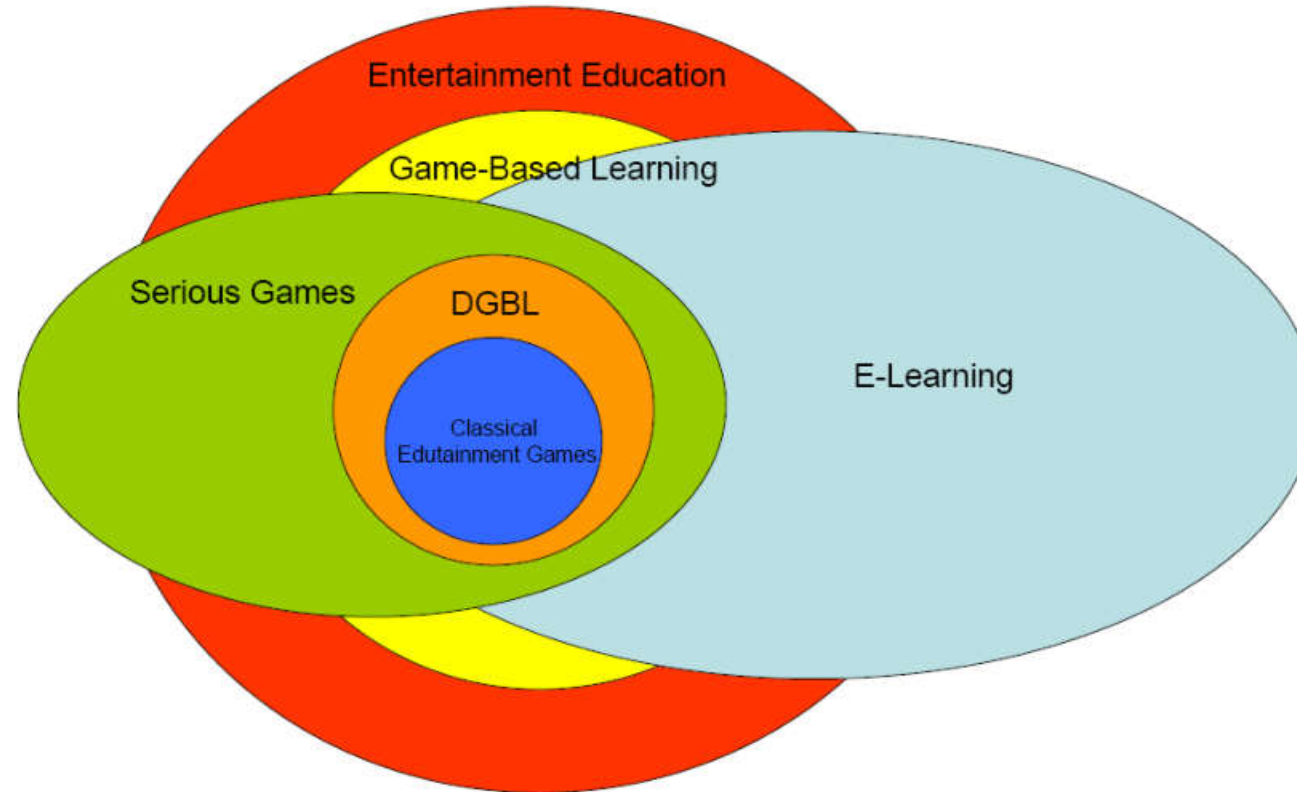 Entertainment Education
Game-Based Learning
Serious Games
DGBL
E-Learning
Classical
Edutainment Games